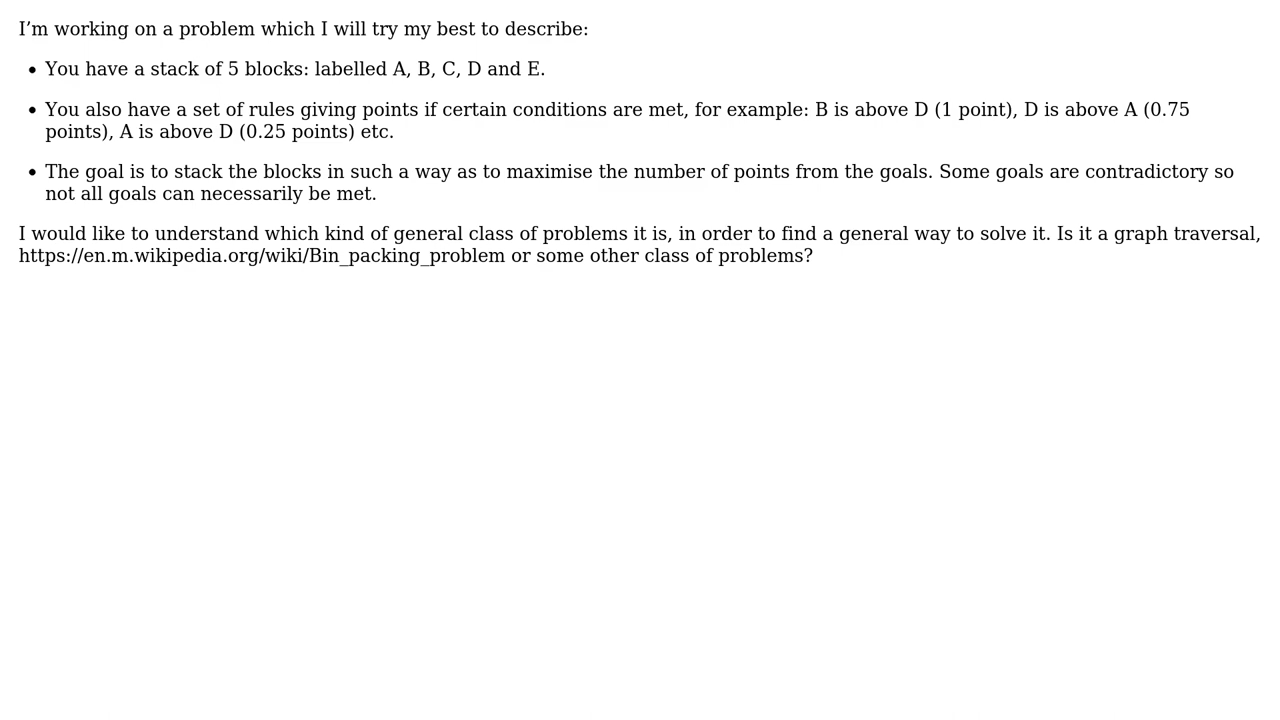 I’m working on a problem which I will try my best to describe:
• You have a stack of 5 blocks: labelled A, B, C, D and E.
• You also have a set of rules giving points if certain conditions are met, for example: B is above D (1 point), D is above A (0.75
points), A is above D (0.25 points) etc.
• The goal is to stack the blocks in such a way as to maximise the number of points from the goals. Some goals are contradictory so
not all goals can necessarily be met.
I would like to understand which kind of general class of problems it is, in order to find a general way to solve it. Is it a graph traversal,
https://en.m.wikipedia.org/wiki/Bin_packing_problem or some other class of problems?